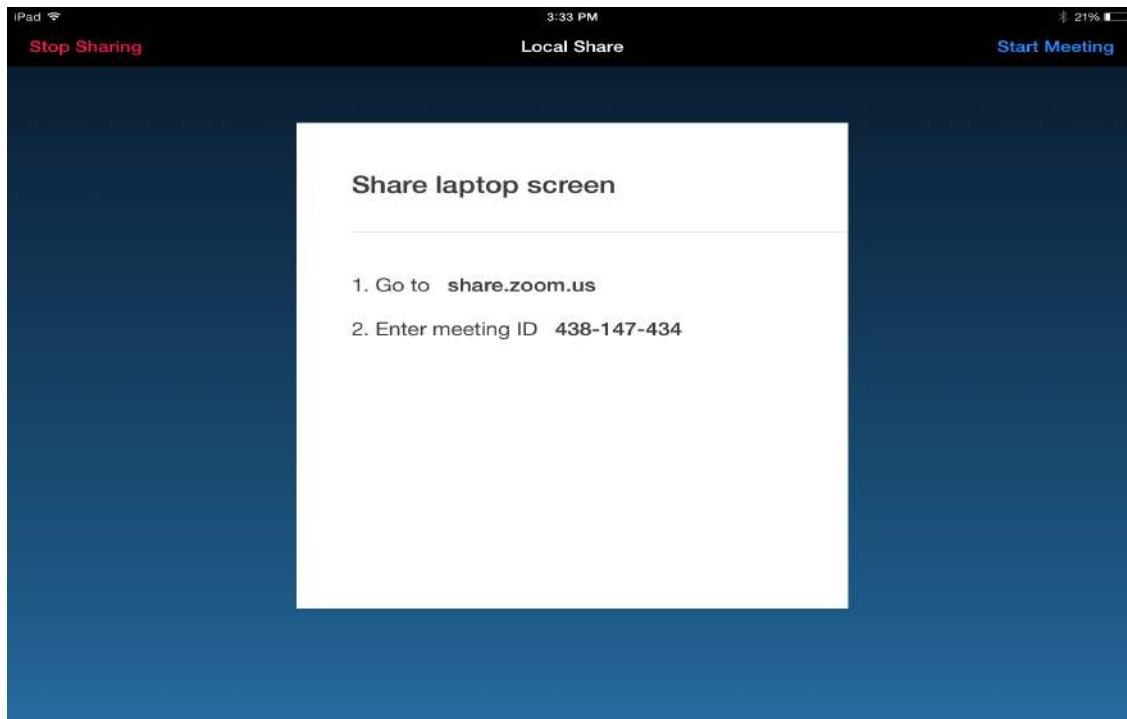 iPad 3:33 PM 21%
Stop Sharing Local Share Start Meeting
Share laptop screen
1. Go to share.zoom.us
2. Enter meeting ID 438-147-434